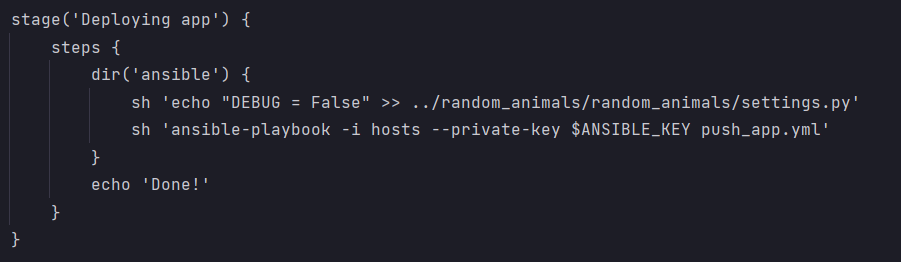 stage('Deploying app') {
    steps {
        dir('ansible') {
            sh 'echo "DEBUG = False" >> ../random_animals/random_animals/settings.py'
            sh 'ansible-playbook -i hosts --private-key $ANSIBLE_KEY push_app.yml'
        }
        echo 'Done!'
    }
}